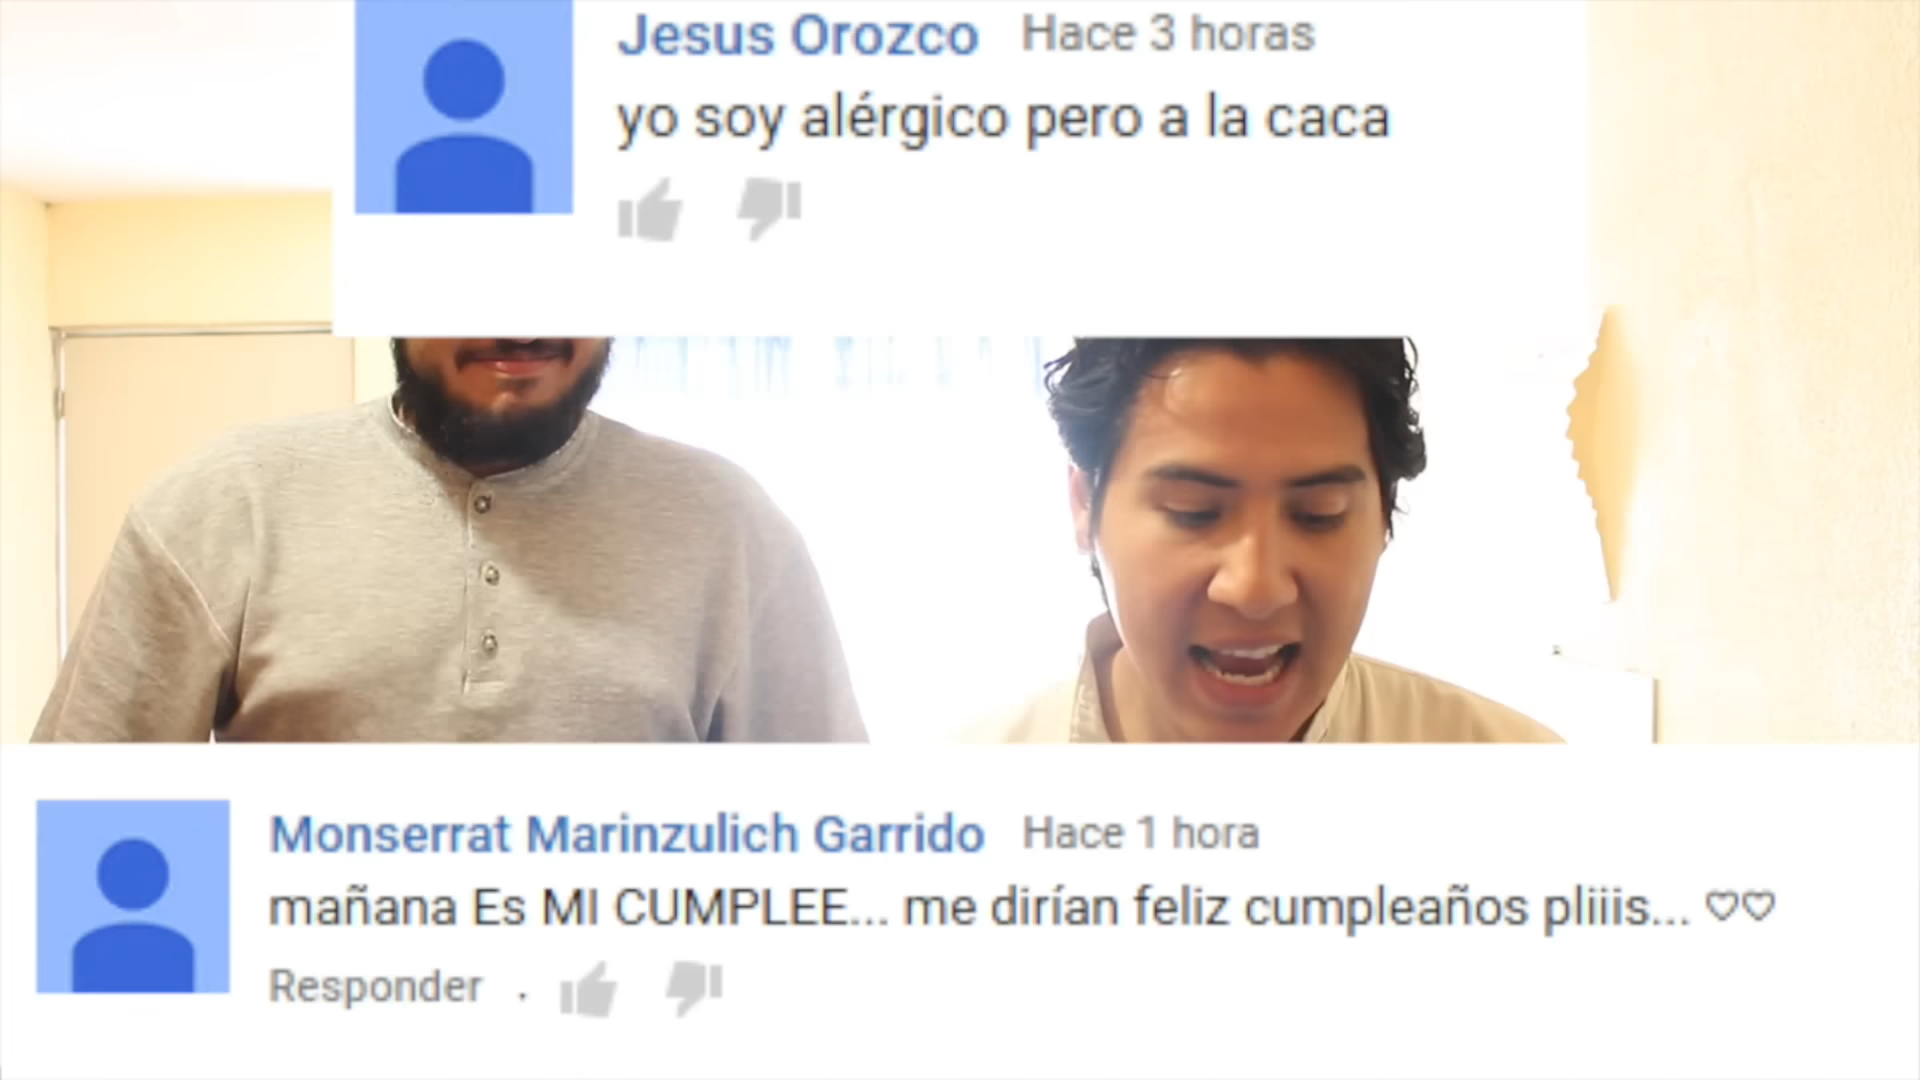 Jesus Orozco Hace 3 horas
yo soy alérgico pero a la caca
Monserrat Marinzulich Garrido Hace 1 hora
mañana Es MI CUMPLEE... me dirían feliz cumpleaños pliiis... ♡♡
Responder .